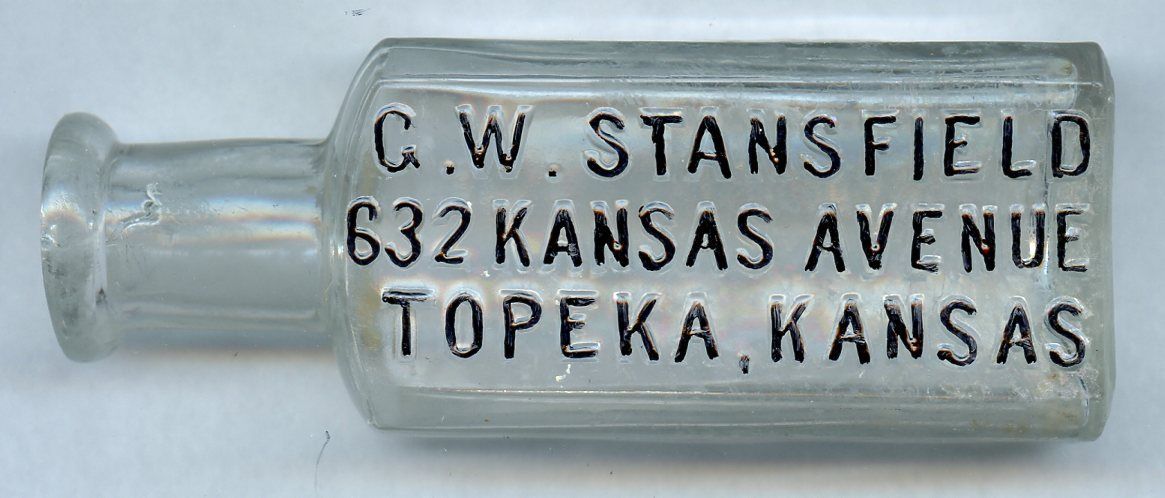 G.W. STANSFIELD
632 KANSAS AVENUE
TOPEKA, KANSAS